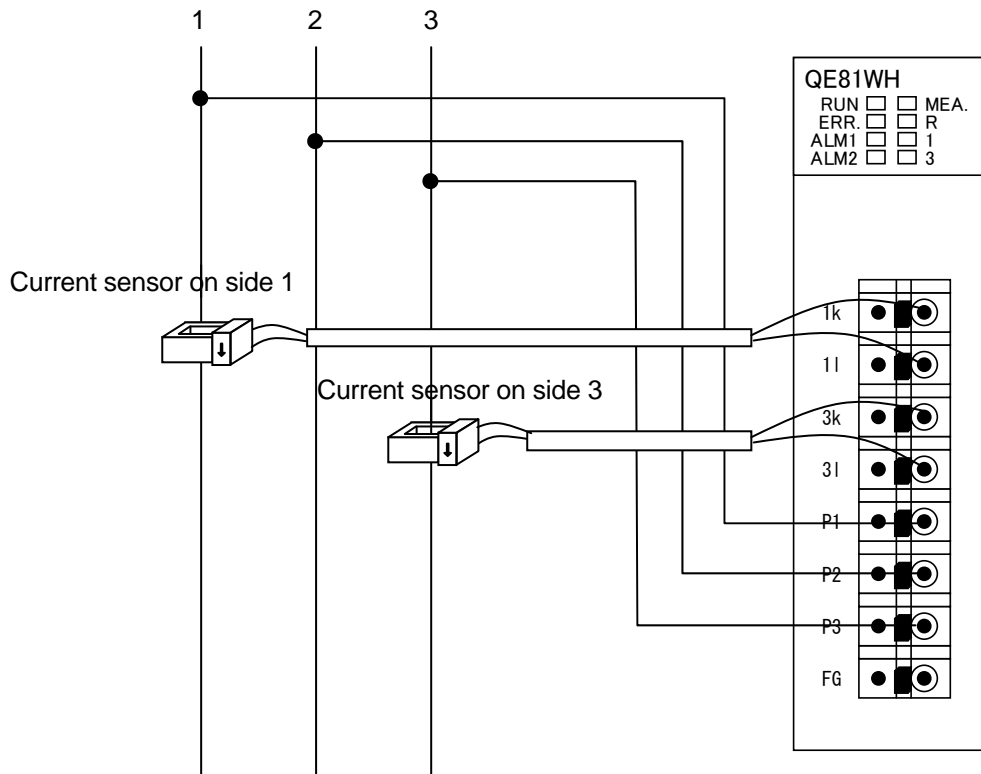 1 2 3
QE81WH
RUN MEA.
ERR. R
ALM1 1
ALM2 3
Current sensor on side 1
1k
1l
Current sensor on side 3
3k
3l
P1
P2
P3
FG